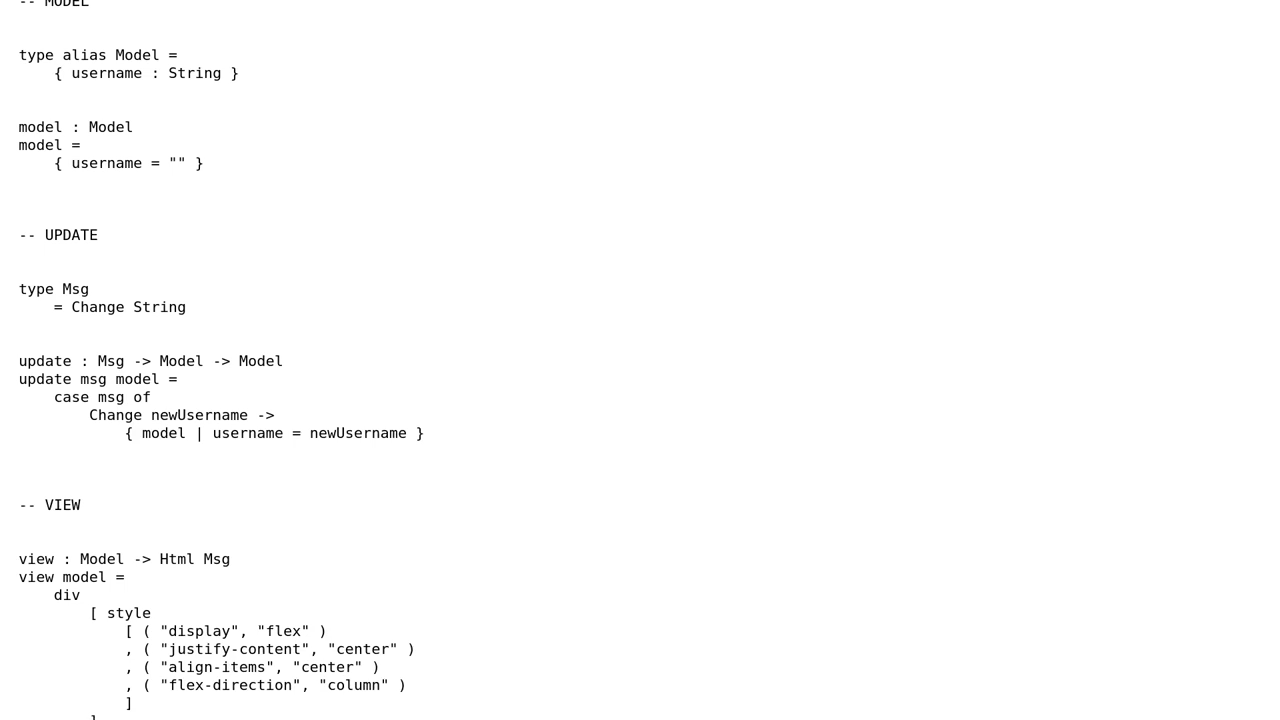 -- MODEL
type alias Model =
    { username : String }
model : Model
model =
    { username = "" }
-- UPDATE
type Msg
    = Change String
update : Msg -> Model -> Model
update msg model =
    case msg of
        Change newUsername ->
            { model | username = newUsername }
-- VIEW
view : Model -> Html Msg
view model =
    div
        [ style
            [ ( "display", "flex" )
            , ( "justify-content", "center" )
            , ( "align-items", "center" )
            , ( "flex-direction", "column" )
            ]
        ]